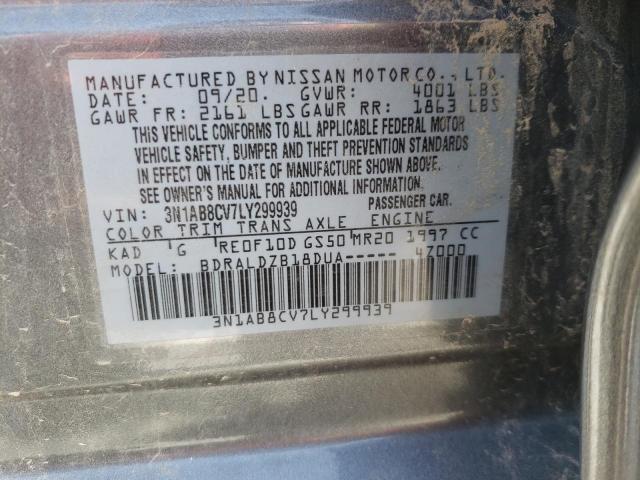 MANUFACTURED BY NISSAN MOTOR CO., LTD.
DATE: 09/20. GVWR: 4001 LBS
GAWR FR: 2161 LBS GAWR RR: 1863 LBS
THIS VEHICLE CONFORMS TO ALL APPLICABLE FEDERAL MOTOR
VEHICLE SAFETY, BUMPER AND THEFT PREVENTION STANDARDS
IN EFFECT ON THE DATE OF MANUFACTURE SHOWN ABOVE.
SEE OWNER'S MANUAL FOR ADDITIONAL INFORMATION.
VIN: 3N1AB8CV7LY299939 PASSENGER CAR.
COLOR TRIM TRANS AXLE ENGINE
KAD 'G 'RE0F10D GS50'MR20 1997 CC
MODEL: BDRALDZB18DUA----- 47000
3N1AB8CV7LY299939